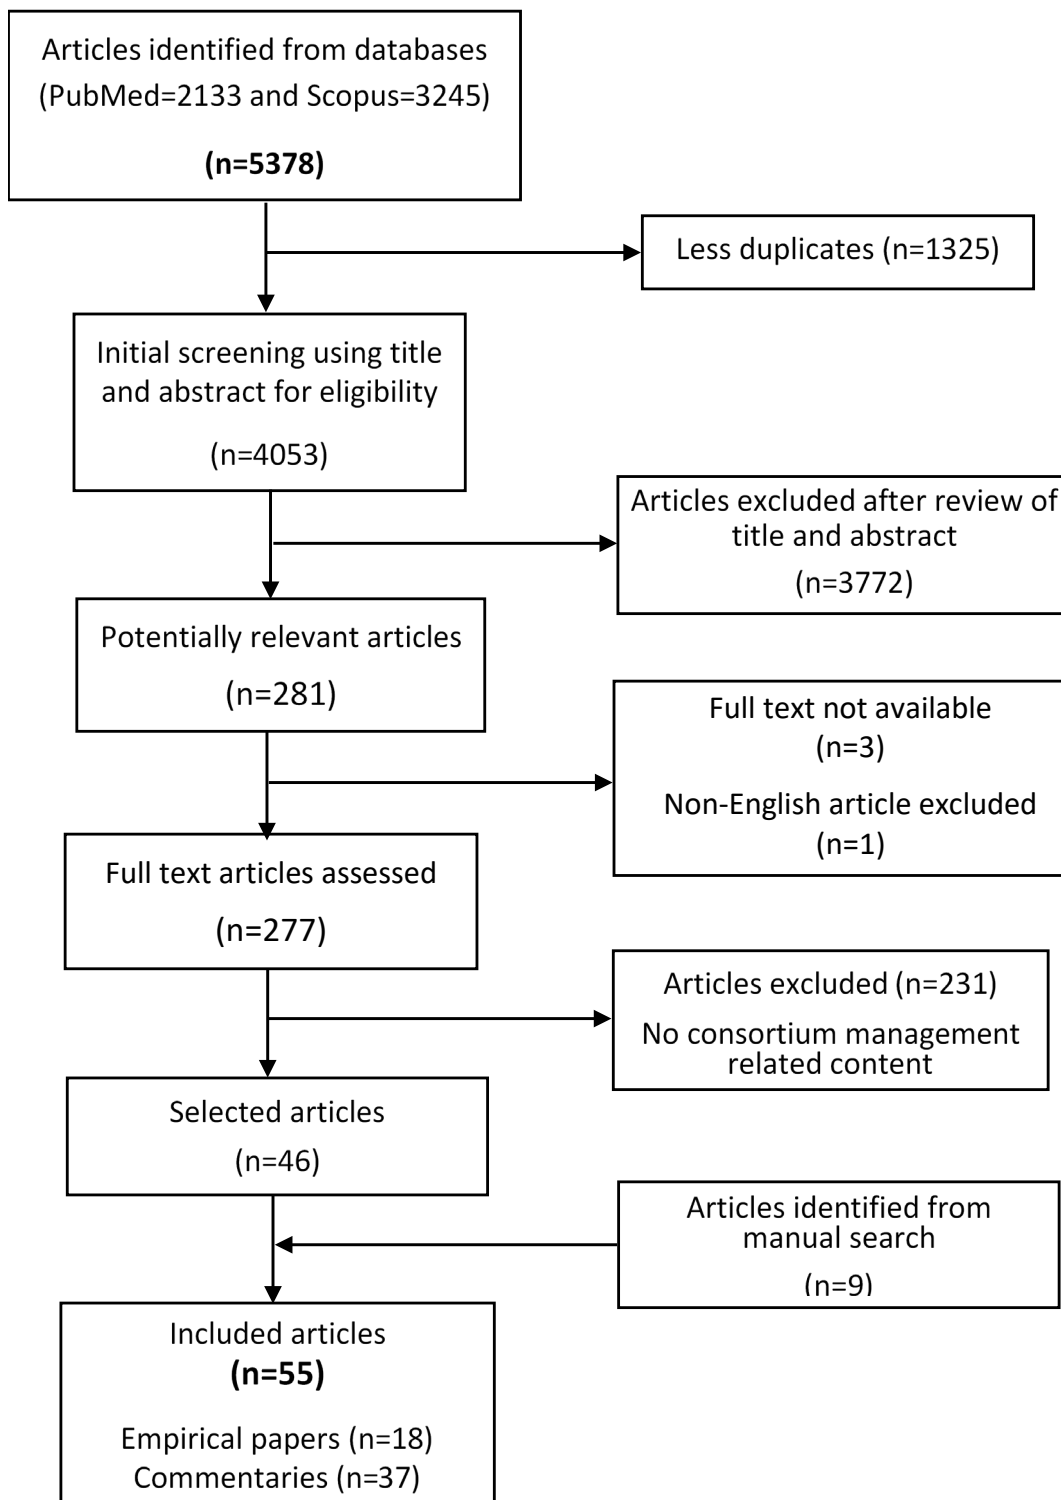 Articles identified from databases
(PubMed=2133 and Scopus=3245)
(n=5378)
Less duplicates (n=1325)
Initial screening using title
and abstract for eligibility
(n=4053)
Articles excluded after review of
title and abstract
(n=3772)
Potentially relevant articles
(n=281)
Full text not available
(n=3)
Non-English article excluded
(n=1)
Full text articles assessed
(n=277)
Articles excluded (n=231)
No consortium management
related content
Selected articles
(n=46)
Articles identified from
manual search
(n=9)
Included articles
(n=55)
Empirical papers (n=18)
Commentaries (n=37)